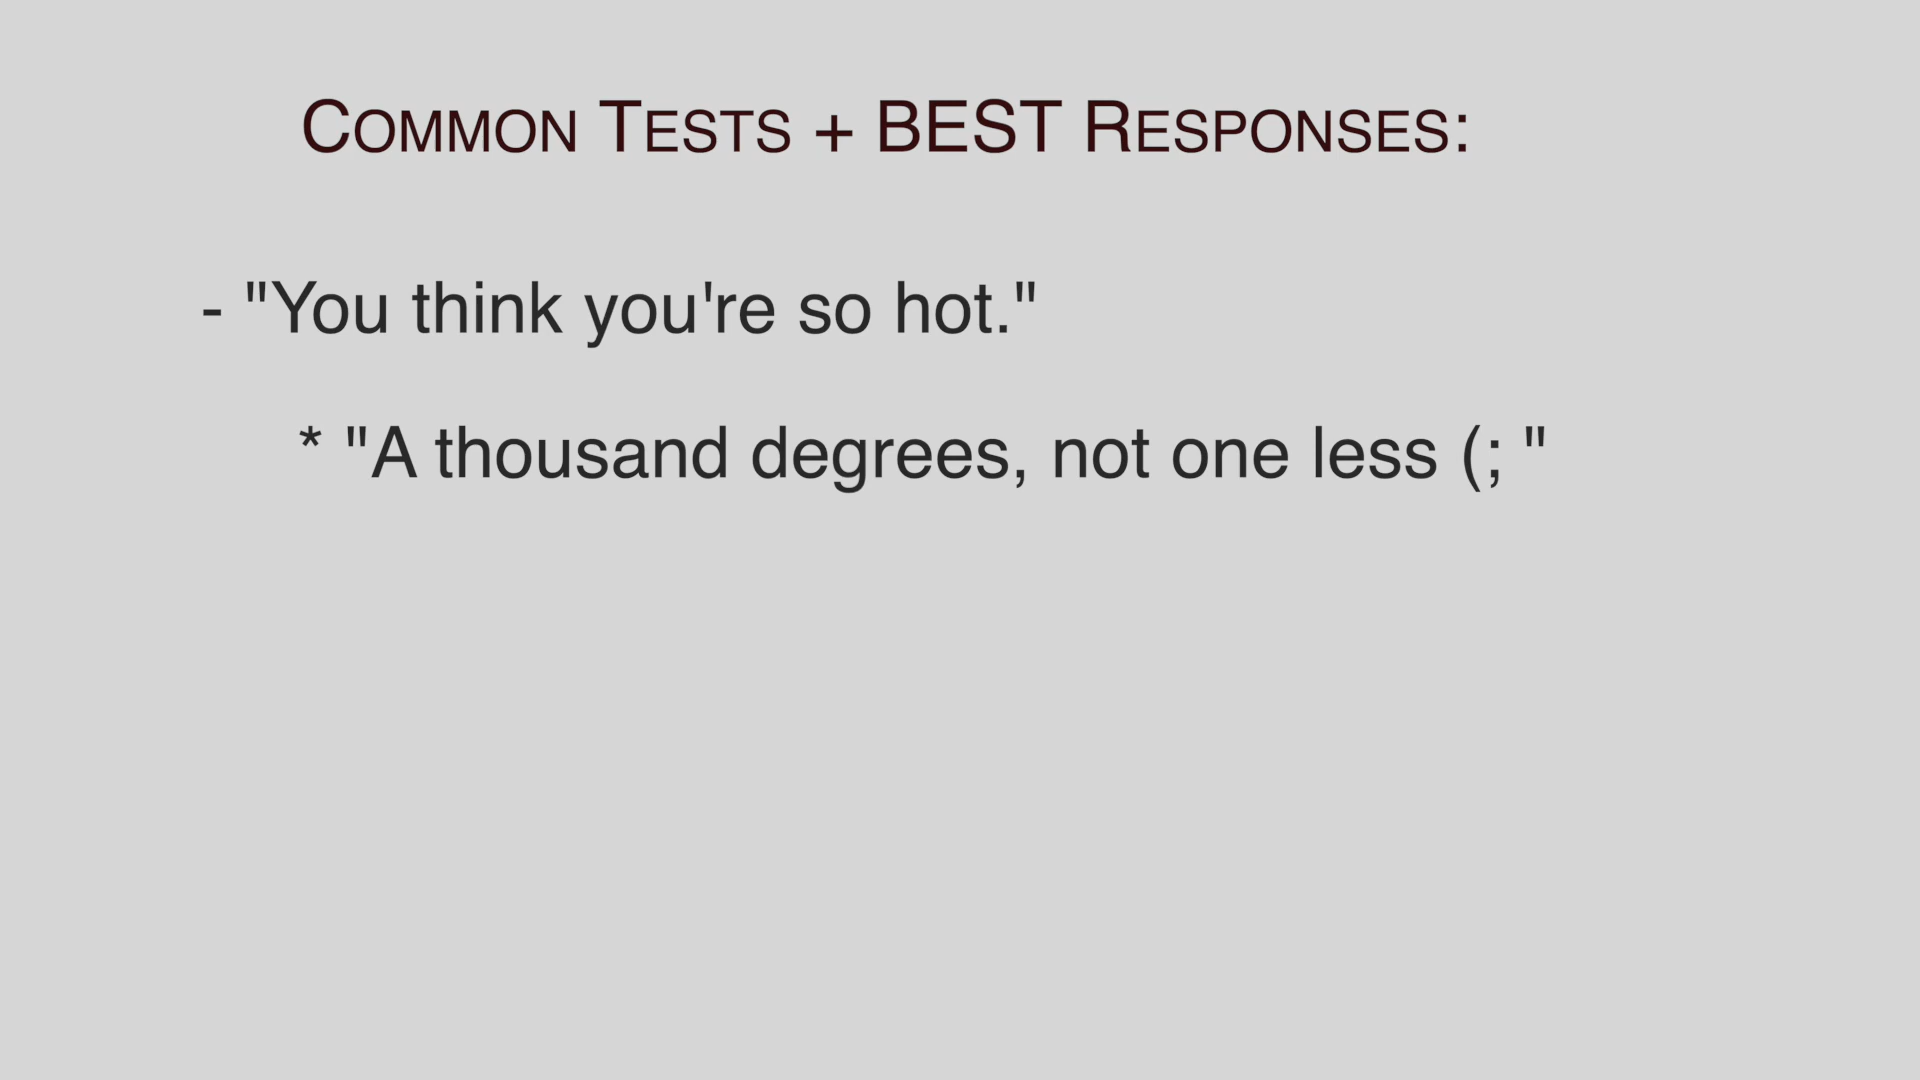 Common Tests + BEST Responses:
- "You think you're so hot."
* "A thousand degrees, not one less (; "